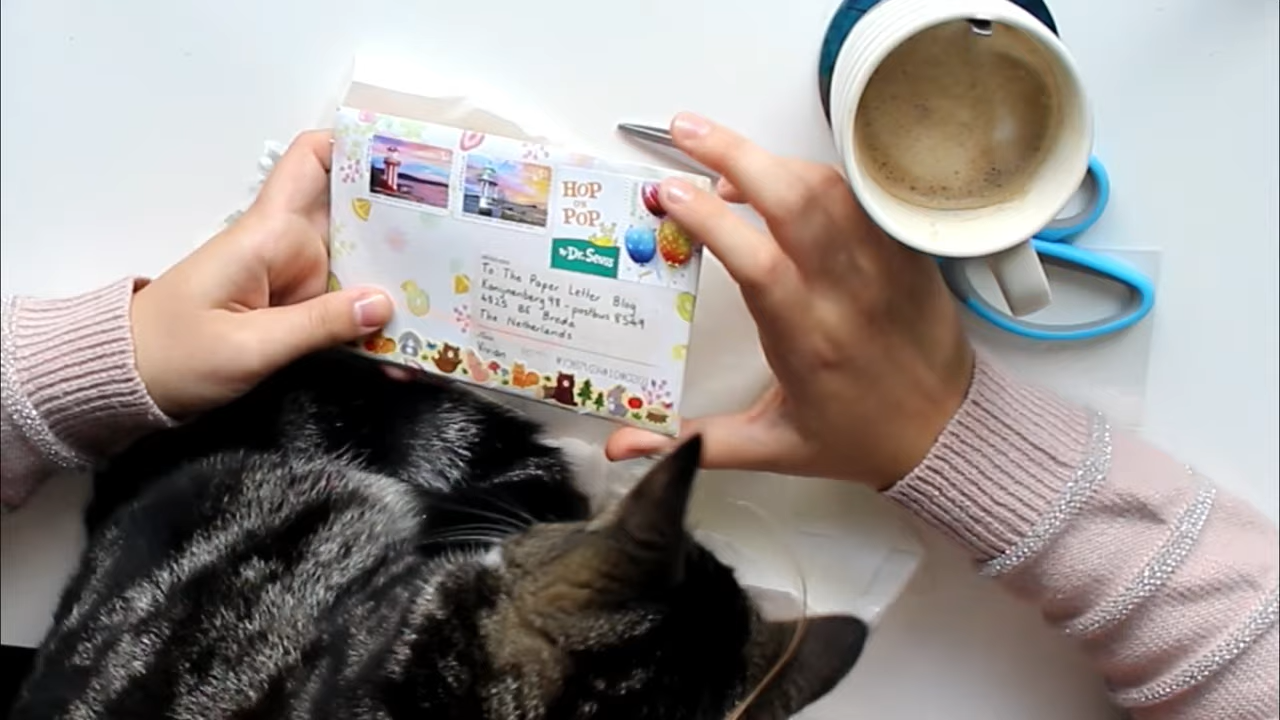 HOP
on
POP
By Dr. Seuss
To: The Paper Letter Blog
Konynenberg 98 - postbus 8549
4825 BE Breda
The Netherlands